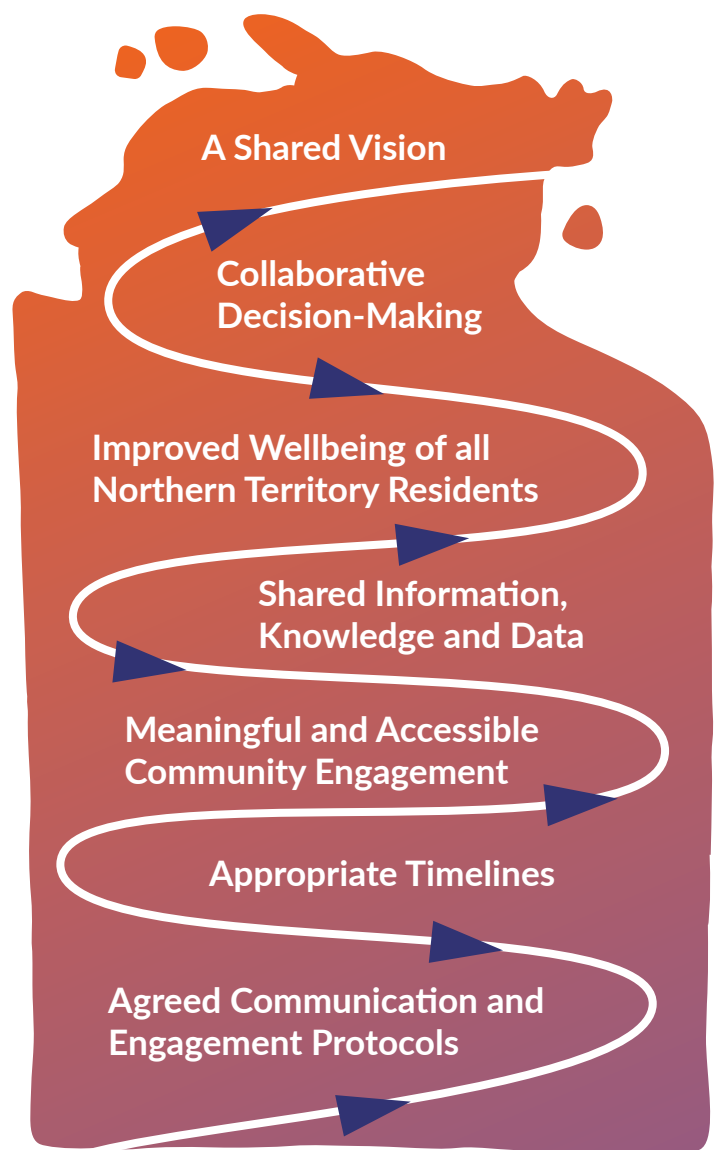 A Shared Vision
Collaborative
Decision-Making
Improved Wellbeing of all
Northern Territory Residents
Shared Information,
Knowledge and Data
Meaningful and Accessible
Community Engagement
Appropriate Timelines
Agreed Communication and
Engagement Protocols